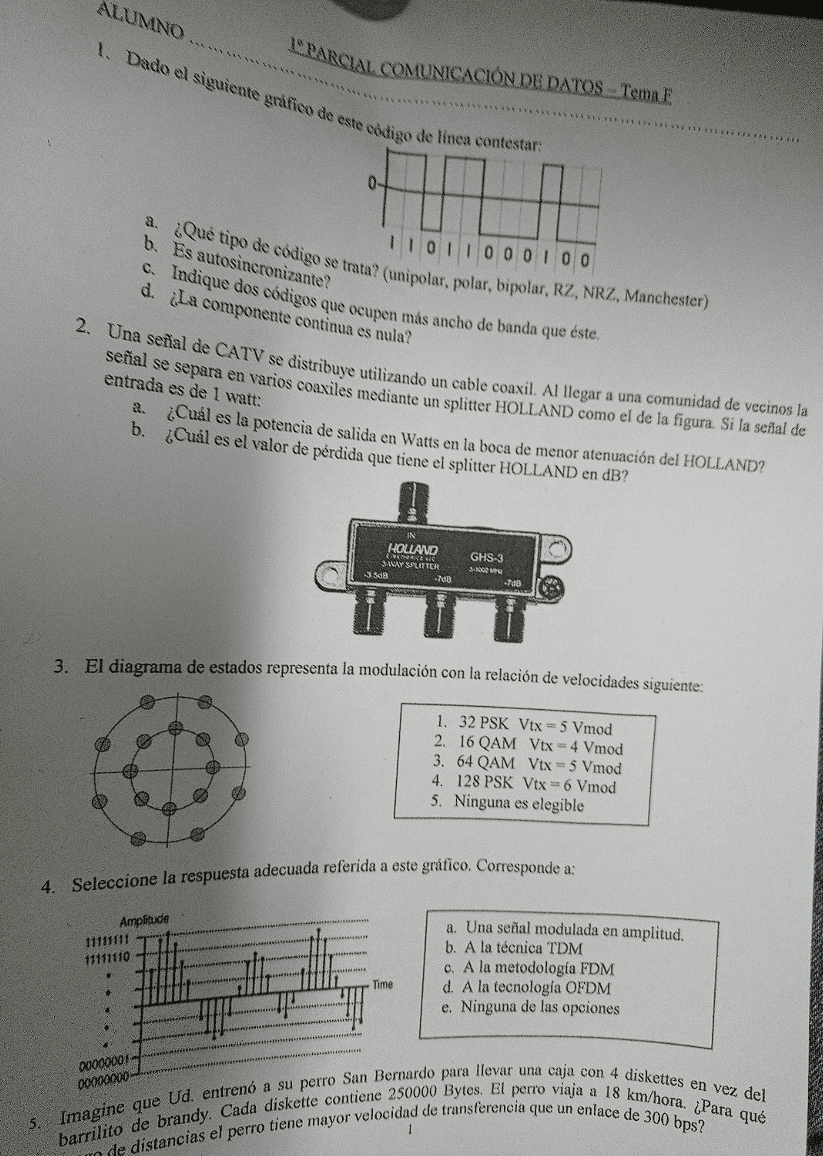 ALUMNO
1º PARCIAL COMUNICACIÓN DE DATOS – Tema F
1. Dado el siguiente gráfico de este código de línea contestar:
0
1 1 0 1 1 0 0 0 1 0 0
a. ¿Qué tipo de código se trata? (unipolar, polar, bipolar, RZ, NRZ, Manchester)
b. Es autosincronizante?
c. Indique dos códigos que ocupen más ancho de banda que éste.
d. ¿La componente continua es nula?
2. Una señal de CATV se distribuye utilizando un cable coaxil. Al llegar a una comunidad de vecinos la
señal se separa en varios coaxiles mediante un splitter HOLLAND como el de la figura. Si la señal de
entrada es de 1 watt:
a. ¿Cuál es la potencia de salida en Watts en la boca de menor atenuación del HOLLAND?
b. ¿Cuál es el valor de pérdida que tiene el splitter HOLLAND en dB?
IN
HOLLAND
GHS-3
3-WAY SPLITTER
5-1002 MHz
-3.5dB
-7dB
-7dB
3. El diagrama de estados representa la modulación con la relación de velocidades siguiente:
1. 32 PSK Vtx = 5 Vmod
2. 16 QAM Vtx = 4 Vmod
3. 64 QAM Vtx = 5 Vmod
4. 128 PSK Vtx = 6 Vmod
5. Ninguna es elegible
4. Seleccione la respuesta adecuada referida a este gráfico. Corresponde a:
Amplitude
11111111
11111110
Time
00000001
00000000
a. Una señal modulada en amplitud.
b. A la técnica TDM
c. A la metodología FDM
d. A la tecnología OFDM
e. Ninguna de las opciones
5. Imagine que Ud. entrenó a su perro San Bernardo para llevar una caja con 4 diskettes en vez del
barrilito de brandy. Cada diskette contiene 250000 Bytes. El perro viaja a 18 km/hora. ¿Para qué
de distancias el perro tiene mayor velocidad de transferencia que un enlace de 300 bps?
1